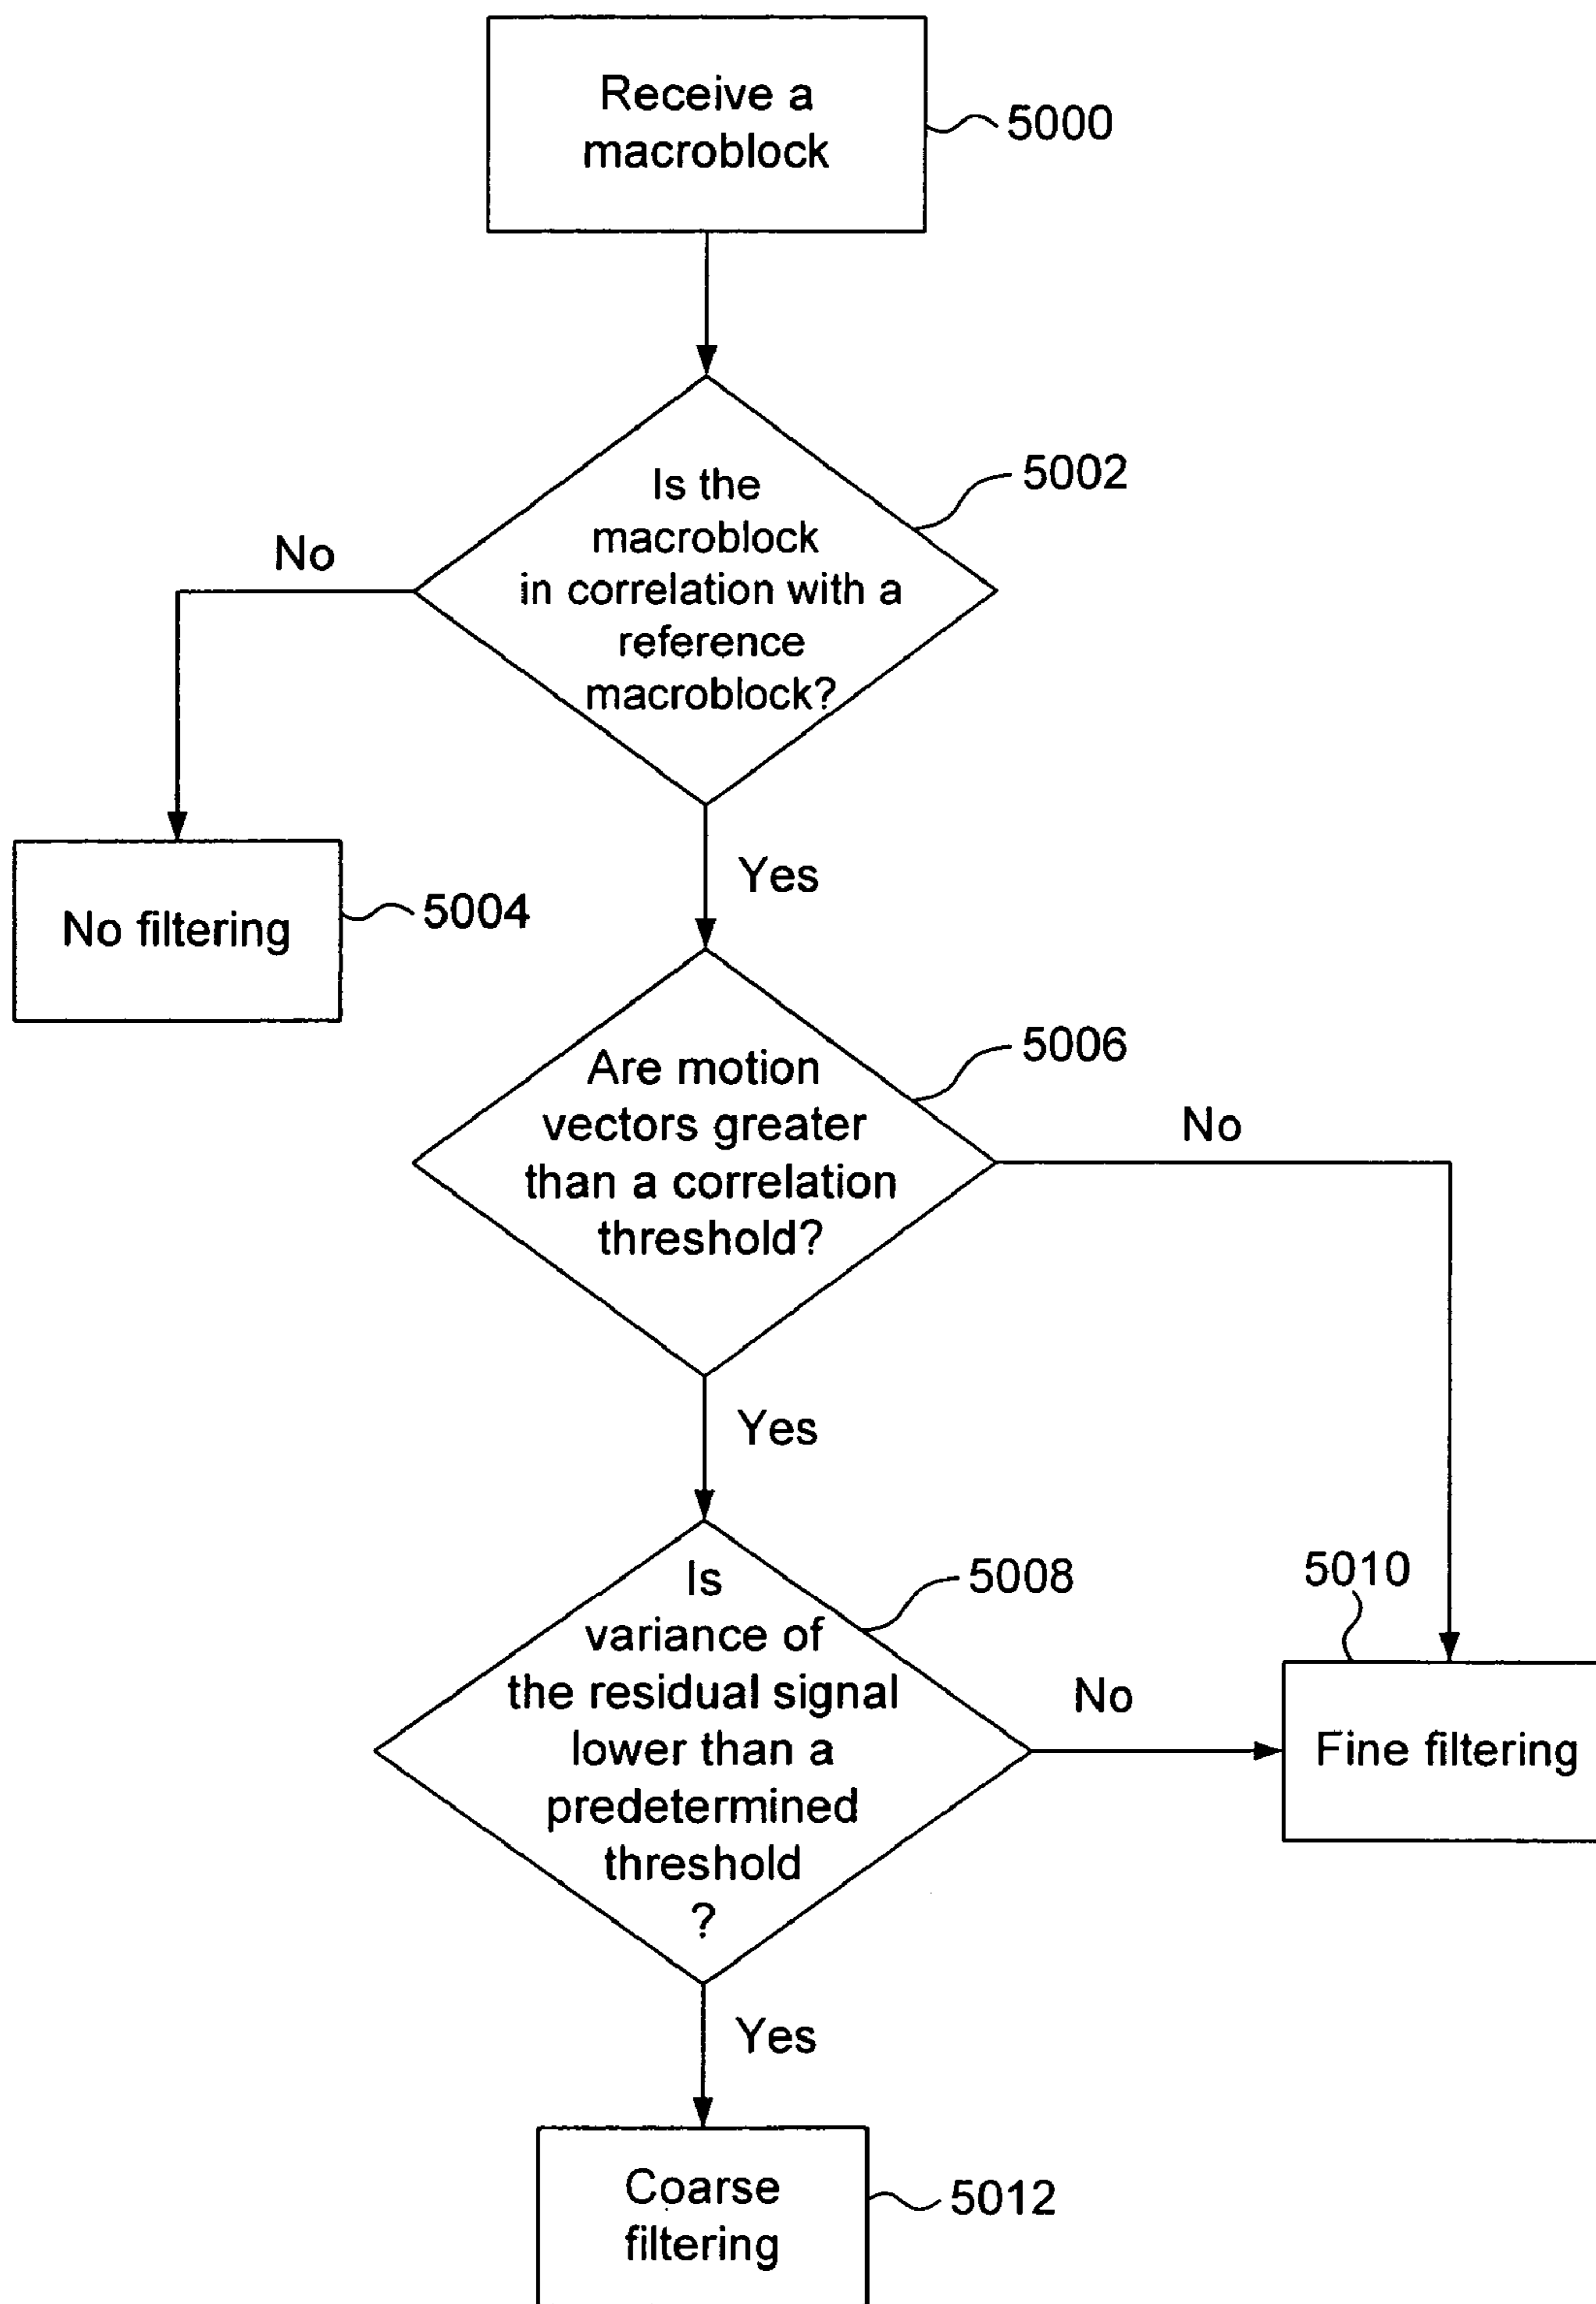 Receive a
macroblock
5000
Is the
macroblock
in correlation with a
reference
macroblock?
5002
No
No filtering
5004
Yes
Are motion
vectors greater
than a correlation
threshold?
5006
No
Yes
Is
variance of
the residual signal
lower than a
predetermined
threshold
?
5008
No
5010
Fine filtering
Yes
Coarse
filtering
5012